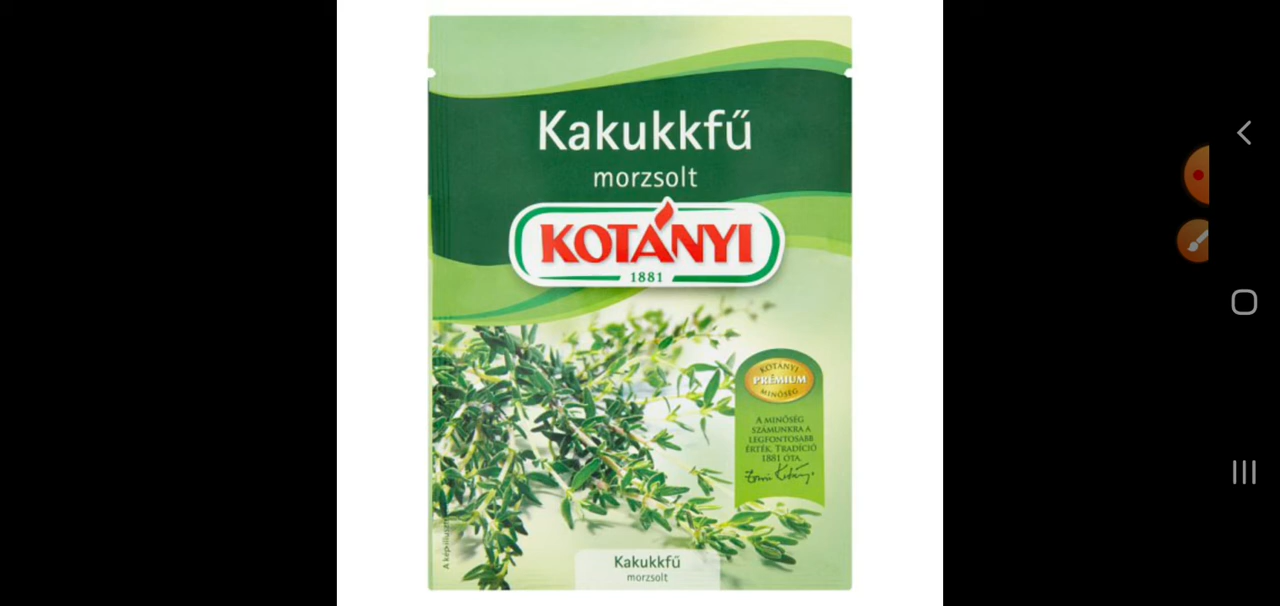 Kakukkfű
morzsolt
KOTÁNYI
1881
KOTÁNYI
PRÉMIUM
MINŐSÉG
A MINŐSÉG
SZÁMUNKRA A
LEGFONTOSABB
ÉRTÉK. TRADÍCIÓ
1881 ÓTA.
Kakukkfű
morzsolt